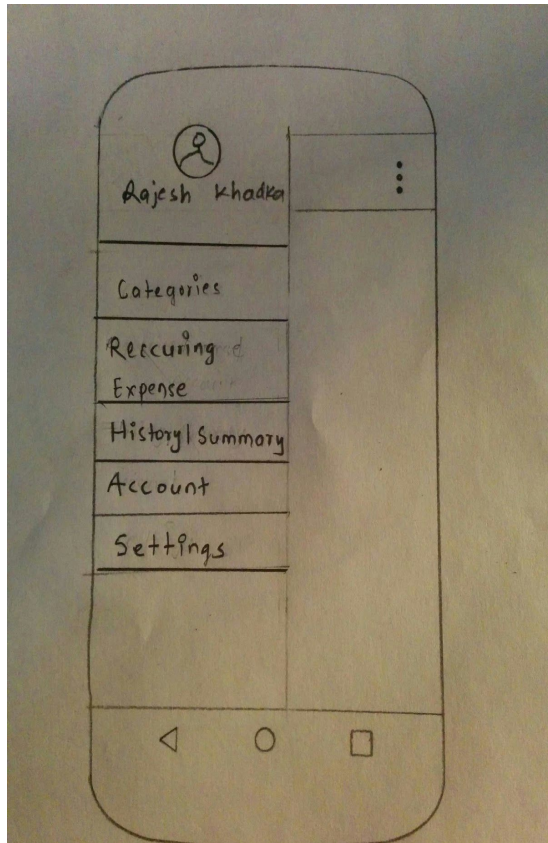 Rajesh Khadka
Categories
Reccuring
Expense
History|Summory
Account
Settings